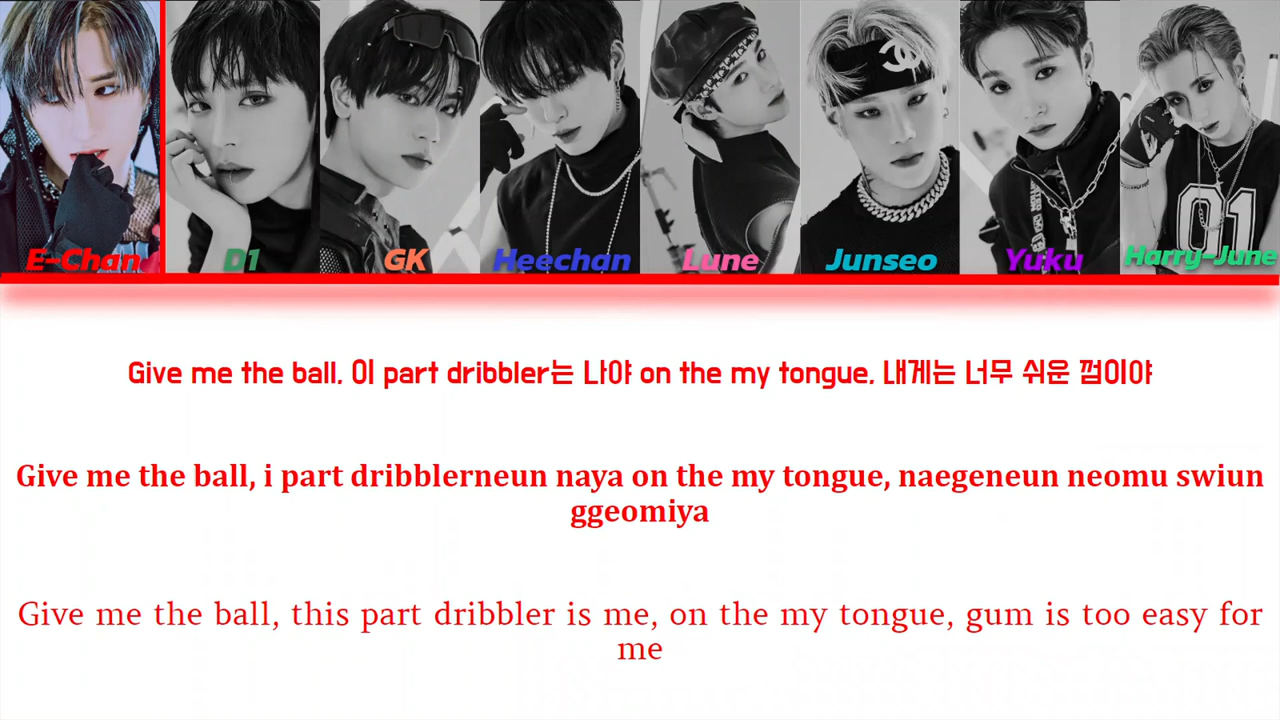 E-Chan D1 GK Heechan Lune Junseo Yuku Harry-June
01
Give me the ball, 이 part dribbler는 나야 on the my tongue, 내게는 너무 쉬운 껌이야
Give me the ball, i part dribblerneun naya on the my tongue, naegeneun neomu swiun
ggeomiya
Give me the ball, this part dribbler is me, on the my tongue, gum is too easy for
me